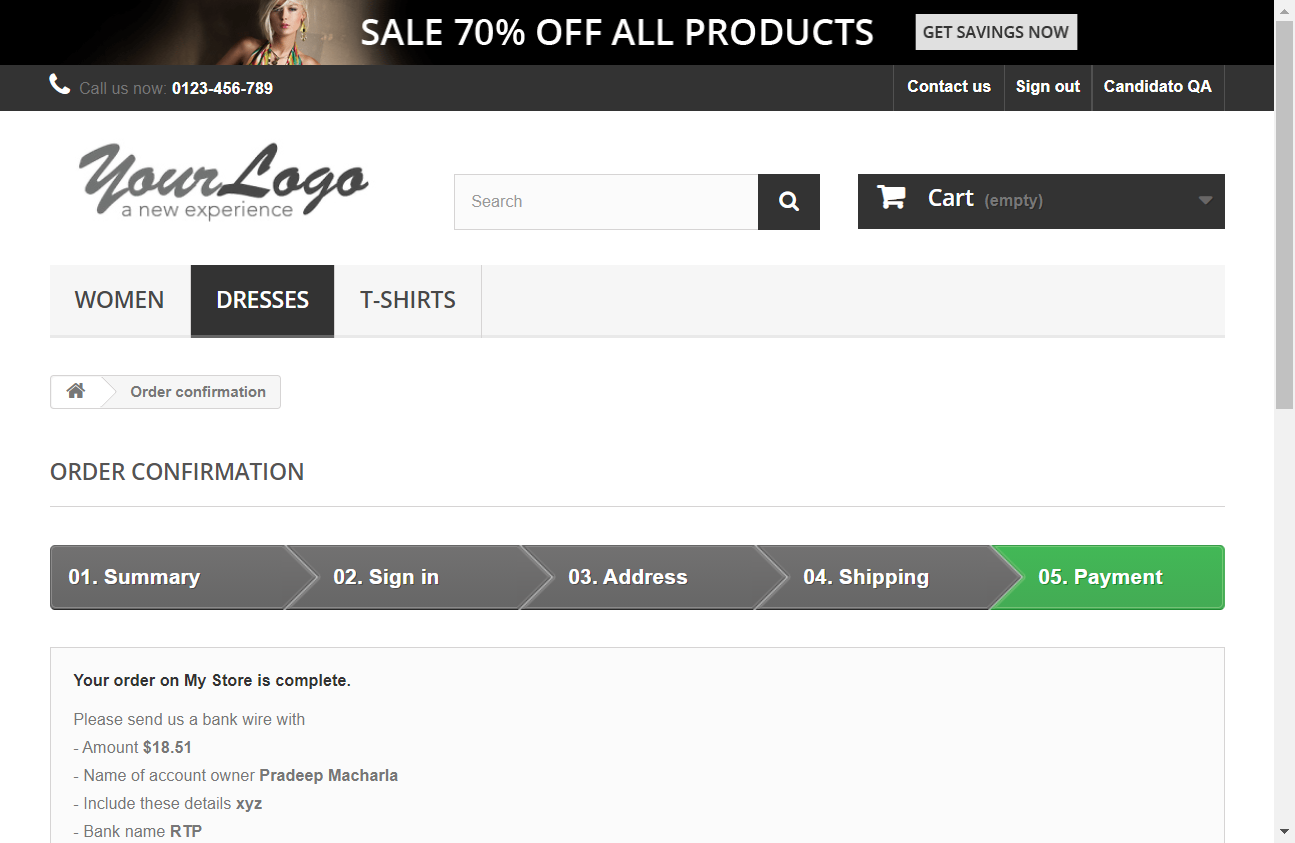 SALE 70% OFF ALL PRODUCTS GET SAVINGS NOW
Call us now: 0123-456-789 Contact us Sign out Candidato QA
Your Logo
a new experience
Search Cart (empty)
WOMEN DRESSES T-SHIRTS
Order confirmation
ORDER CONFIRMATION
01. Summary 02. Sign in 03. Address 04. Shipping 05. Payment
Your order on My Store is complete.
Please send us a bank wire with
- Amount $18.51
- Name of account owner Pradeep Macharla
- Include these details xyz
- Bank name RTP